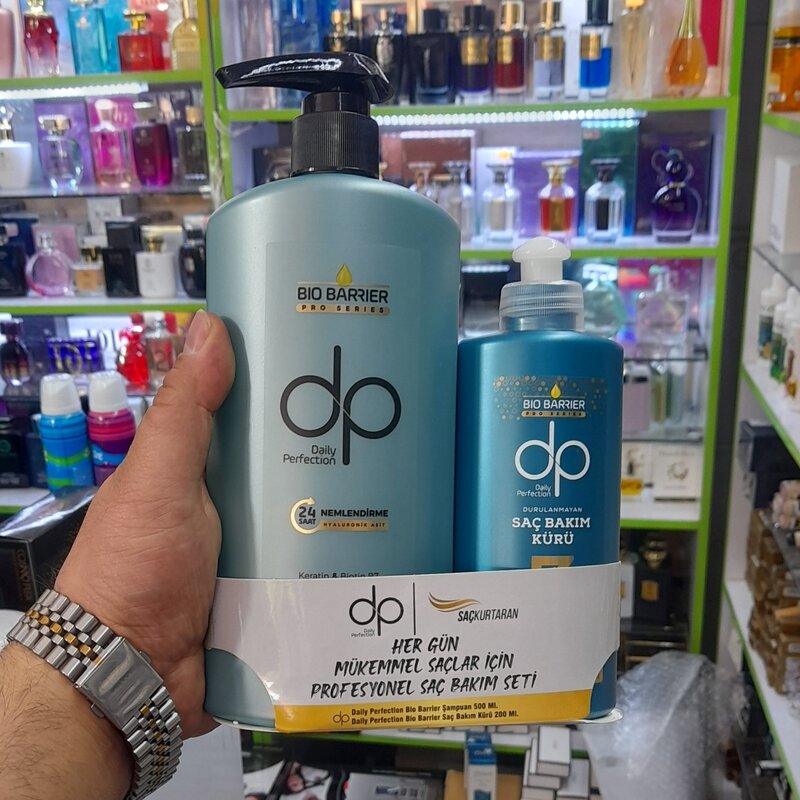 BIO BARRIER
PRO SERIES
dp
Daily
Perfection
24
SAAT
NEMLENDİRME
HYALURONİK ASİT
Keratin & Biotin B7
BIO BARRIER
PRO SERIES
dp
Daily
Perfection
DURULANMAYAN
SAÇ BAKIM
KÜRÜ
7
dp
Daily
Perfection
SAÇKURTARAN
HER GÜN
MÜKEMMEL SAÇLAR İÇİN
PROFESYONEL SAÇ BAKIM SETİ
dp
Daily Perfection Bio Barrier Şampuan 500 Ml.
Daily Perfection Bio Barrier Saç Bakım Kürü 200 Ml.